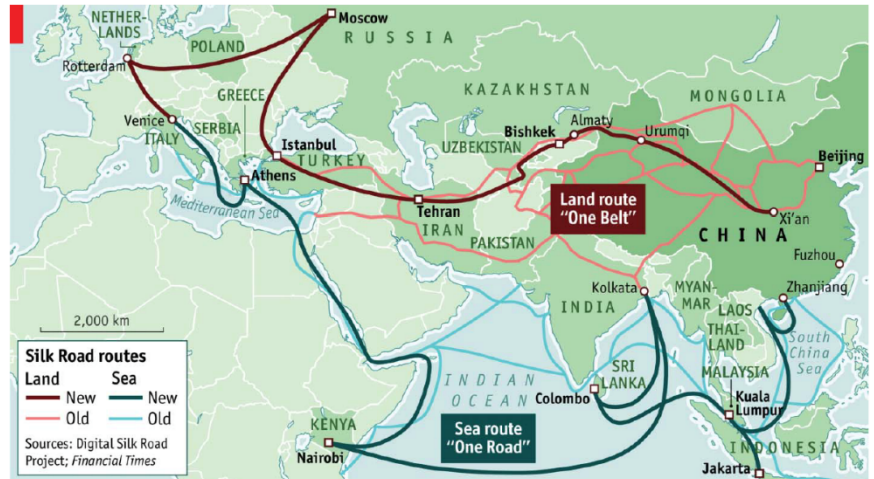 NETHER-
LANDS
Moscow
RUSSIA
POLAND
Rotterdam
KAZAKHSTAN
MONGOLIA
GREECE
Almaty
Venice
ITALY
SERBIA
Bishkek
Urumqi
UZBEKISTAN
Istanbul
TURKEY
Beijing
Athens
Mediterranean Sea
Tehran
IRAN
Land route
"One Belt"
Xi'an
CHINA
PAKISTAN
Fuzhou
Kolkata
MYAN-
MAR
Zhanjiang
INDIA
LAOS
THAI-
LAND
South
China
Sea
2,000 km
Silk Road routes
Land
Sea
New
New
Old
Old
Sources: Digital Silk Road
Project; Financial Times
INDIAN
OCEAN
SRI
LANKA
Colombo
MALAYSIA
Kuala
Lumpur
KENYA
Nairobi
Sea route
"One Road"
INDONESIA
Jakarta